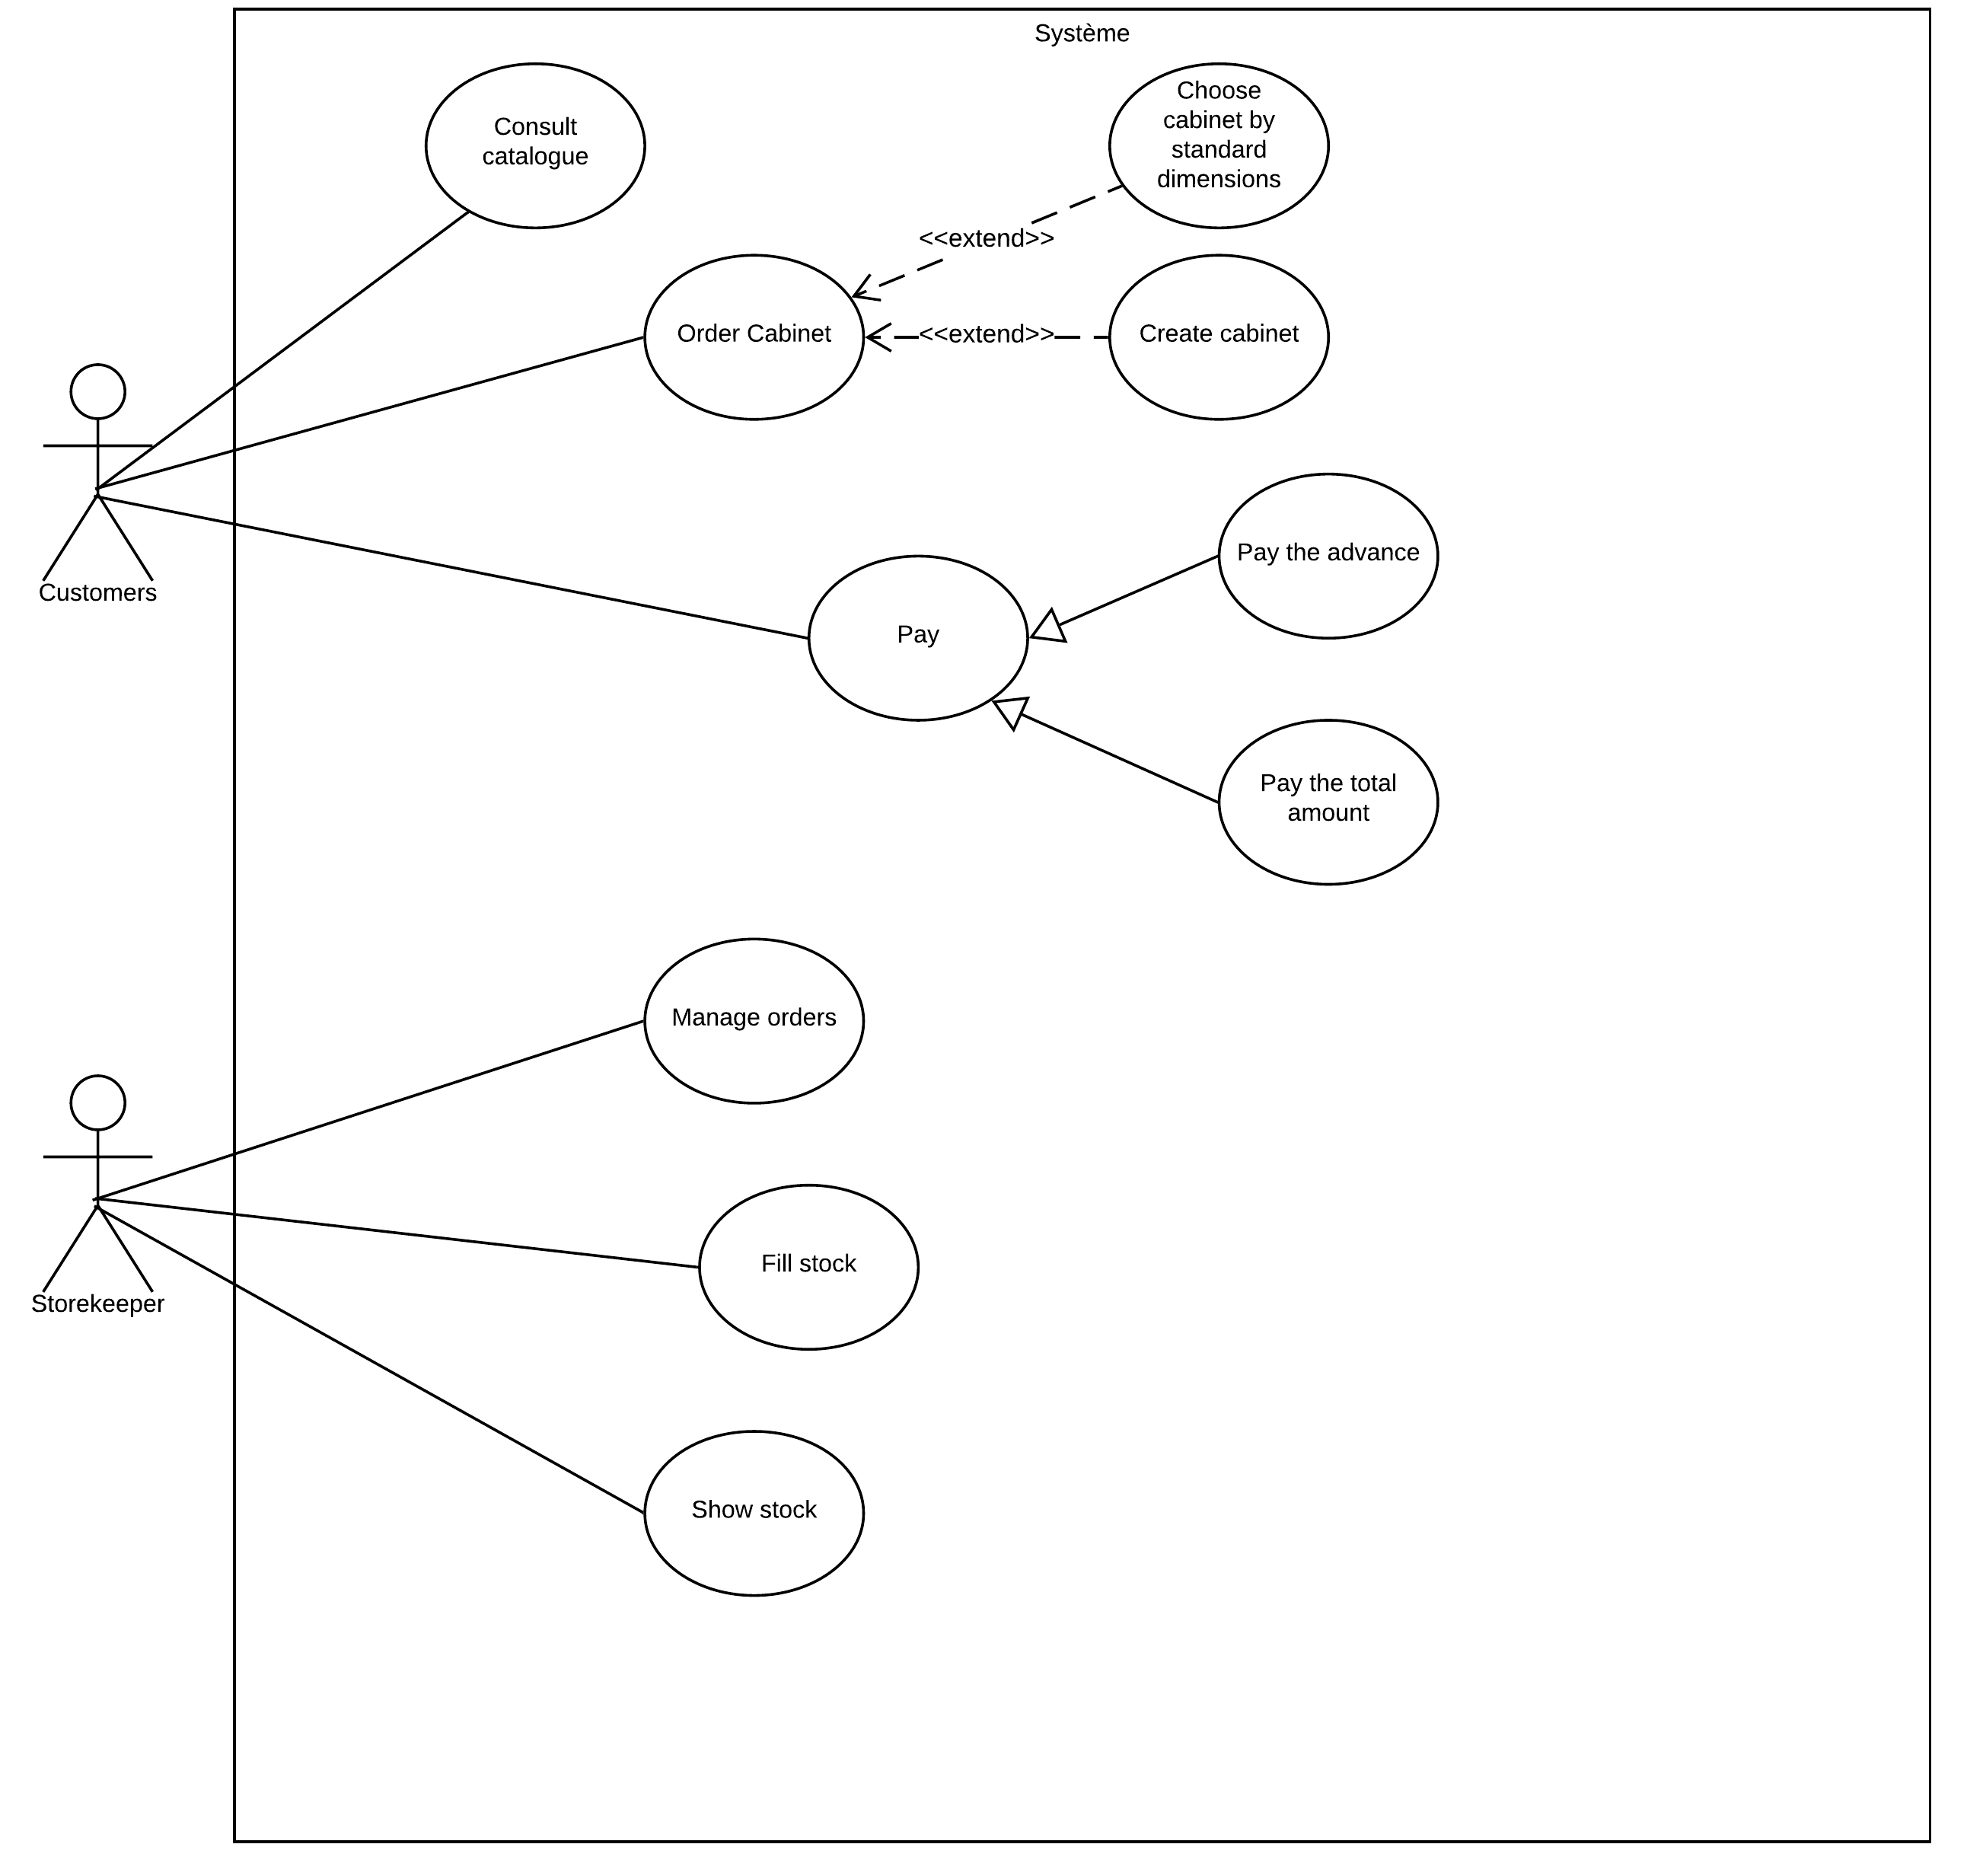 Système
Consult
catalogue
Choose
cabinet by
standard
dimensions
<<extend>>
Order Cabinet
<<extend>>
Create cabinet
Customers
Pay the advance
Pay
Pay the total
amount
Manage orders
Storekeeper
Fill stock
Show stock